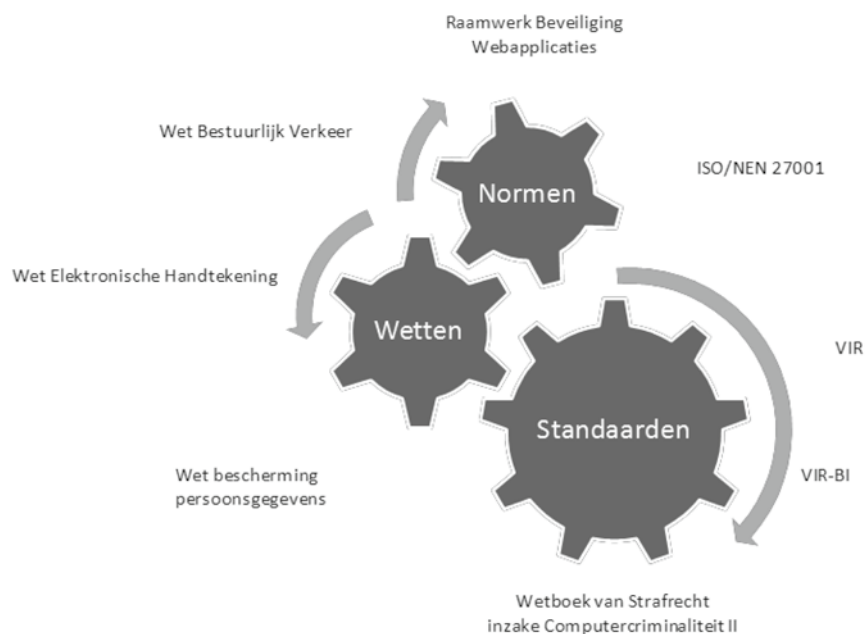 Raamwerk Beveiliging
Webapplicaties
Wet Bestuurlijk Verkeer
ISO/NEN 27001
Normen
Wet Elektronische Handtekening
Wetten
VIR
Standaarden
Wet bescherming
persoonsgegevens
VIR-BI
Wetboek van Strafrecht
inzake Computercriminaliteit II